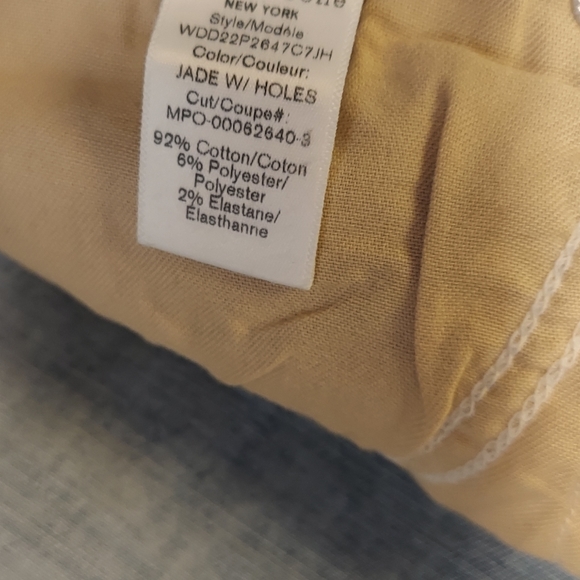 NEW YORK
Style/Modèle
WDD22P2647C7JH
Color/Couleur:
JADE W/ HOLES
Cut/Coupe#:
MPO-00062640-3
92% Cotton/Coton
6% Polyester/
Polyester
2% Elastane/
Elasthanne